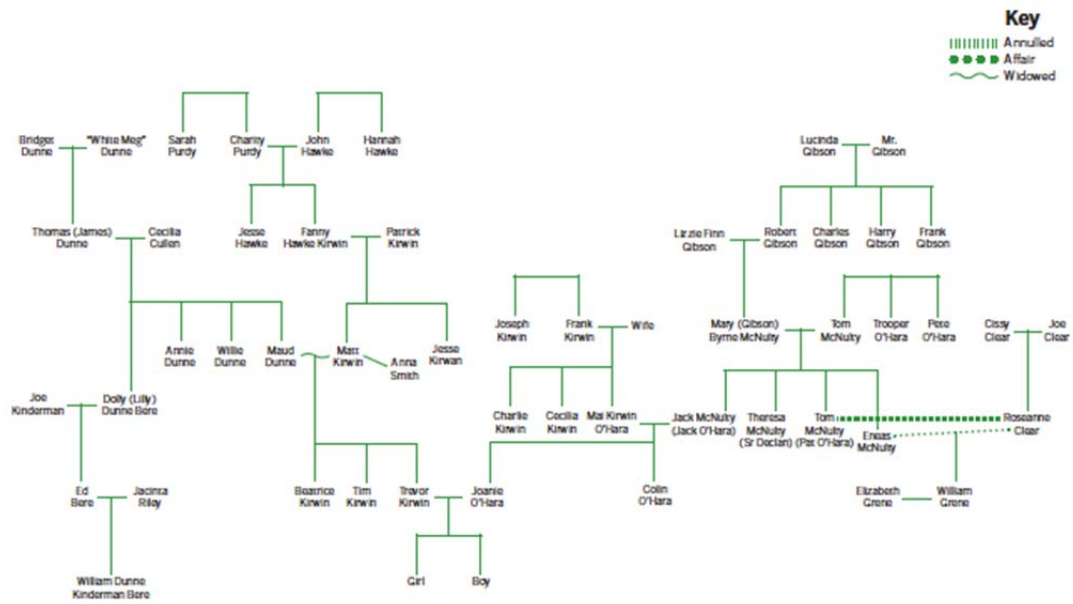 Key
Annulled
Affair
Widowed
Bridget
Dunne
"White Meg"
Dunne
Sarah
Purdy
Charity
Purdy
John
Hawke
Hannah
Hawke
Lucinda
Gibson
Mr.
Gibson
Thomas (James)
Dunne
Cecilia
Cullen
Jesse
Hawke
Fanny
Hawke Kirwin
Patrick
Kirwin
Lizzie Finn
Gibson
Robert
Gibson
Charles
Gibson
Harry
Gibson
Frank
Gibson
Annie
Dunne
Willie
Dunne
Maud
Dunne
Matt
Kirwin
Anna
Smith
Jesse
Kirwan
Joseph
Kirwin
Frank
Kirwin
Wife
Mary (Gibson)
Byrne McNulty
Tom
McNulty
Trooper
O'Hara
Pete
O'Hara
Cissy
Clear
Joe
Clear
Joe
Kinderman
Dolly (Lilly)
Dunne Bere
Charlie
Kirwin
Cecilia
Kirwin
Mai Kirwin
O'Hara
Jack McNulty
(Jack O'Hara)
Theresa
McNulty
(Sr Declan)
Tom
McNulty
(Pat O'Hara)
Eneas
McNulty
Roseanne
Clear
Ed
Bere
Jacinta
Riley
Beatrice
Kirwin
Tim
Kirwin
Trevor
Kirwin
Joanie
O'Hara
Colin
O'Hara
Elizabeth
Grene
William
Grene
William Dunne
Kinderman Bere
Girl
Boy